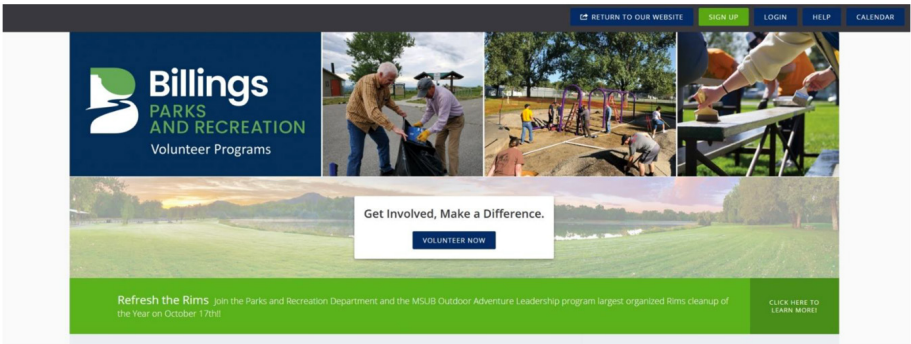 RETURN TO OUR WEBSITE
SIGN UP
LOGIN
HELP
CALENDAR
Billings
PARKS
AND RECREATION
Volunteer Programs
Get Involved, Make a Difference.
VOLUNTEER NOW
Refresh the Rims Join the Parks and Recreation Department and the MSUB Outdoor Adventure Leadership program largest organized Rims cleanup of
the Year on October 17th!!
CLICK HERE TO
LEARN MORE!